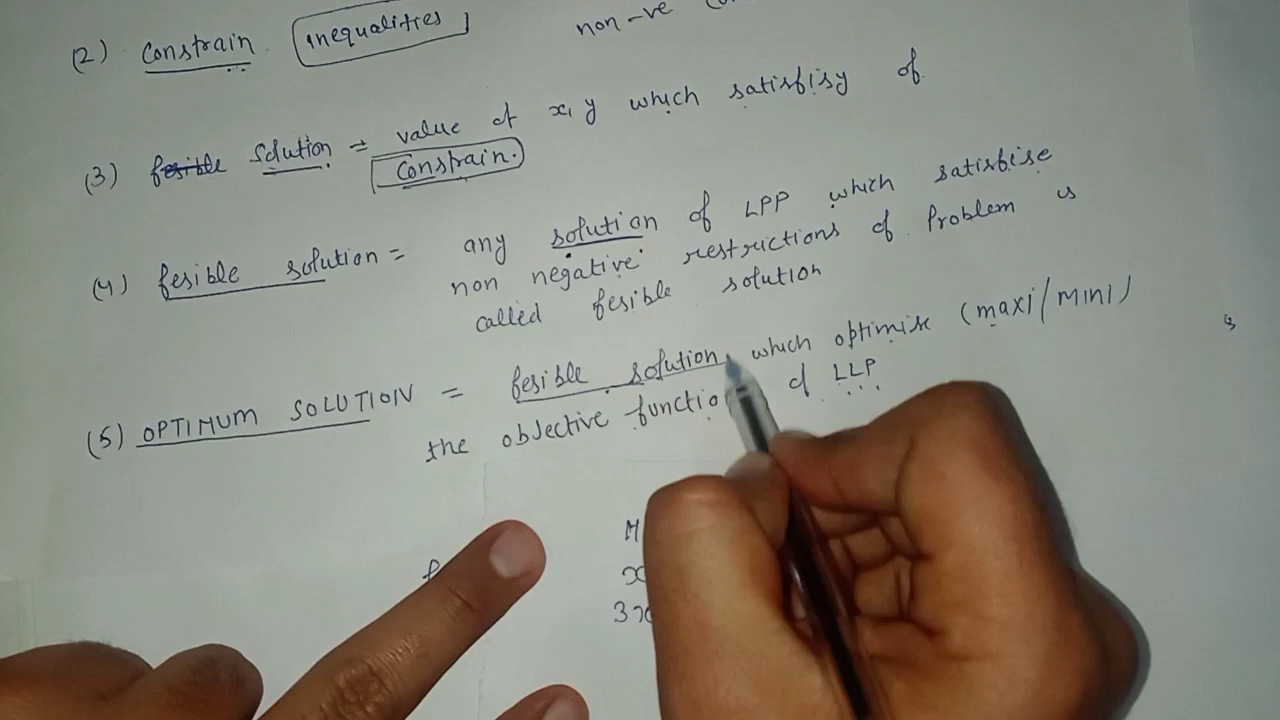 (2) Constrain inequalities non-ve
(3) fesible solution = value of x, y which satisfisy of
Constrain.
(4) fesible solution = any solution of LPP which satisfise
non negative restrictions of Problem is
called fesible solution
(5) OPTIMUM SOLUTION = fesible solution which optimise (maxi/MINI)
the objective functio of LLP
M
x
3x